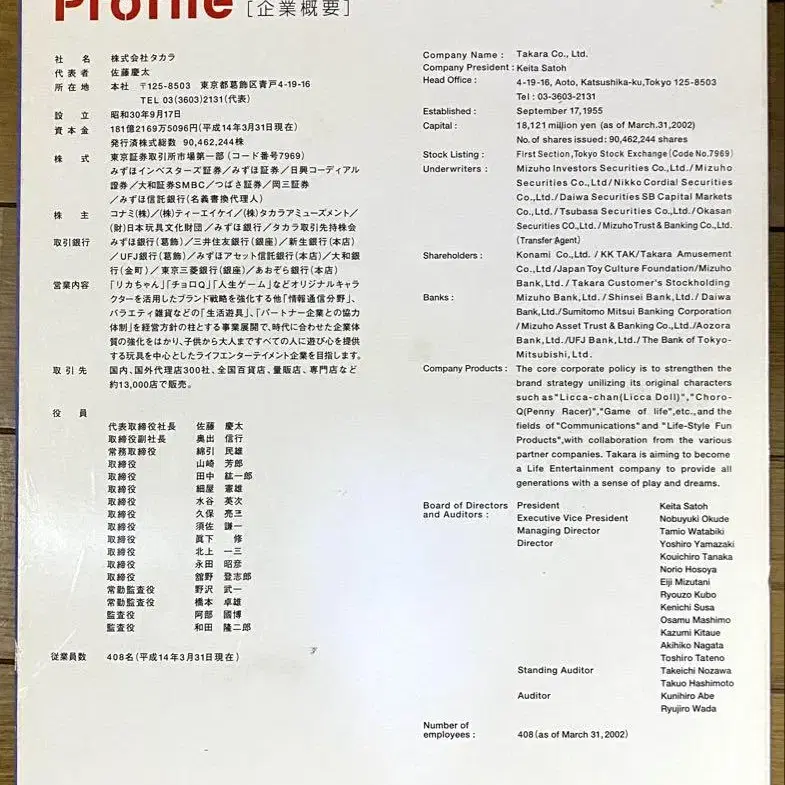 Profile [企業概要]
社名 株式会社タカラ
代表者 佐藤慶太
所在地 本社 〒125-8503 東京都葛飾区青戸4-19-16
TEL 03(3603)2131(代表)
設立 昭和30年9月17日
資本金 181億2169万5096円(平成14年3月31日現在)
発行済株式総数 90,462,244株
株式 東京証券取引所市場第一部(コード番号7969)
みずほインベスターズ証券/みずほ証券/日興コーディアル
證券/大和証券SMBC/つばさ証券/岡三証券
/みずほ信託銀行(名義書換代理人)
株主 コナミ(株)/(株)ティーエイケイ/(株)タカラアミューズメント/
(財)日本玩具文化財団/みずほ銀行/タカラ取引先持株会
取引銀行 みずほ銀行(葛飾)/三井住友銀行(銀座)/新生銀行(本店)
/UFJ銀行(葛飾)/みずほアセット信託銀行(本店)/大和銀
行(金町)/東京三菱銀行(銀座)/あおぞら銀行(本店)
営業内容 「リカちゃん」「チョロQ」「人生ゲーム」などオリジナルキャラ
クターを活用したブランド戦略を強化する他「情報通信分野」、
バラエティ雑貨などの「生活遊具」、「パートナー企業との協力
体制」を経営方針の柱とする事業展開で、時代に合わせた企業体
質の強化をはかり、子供から大人まですべての人に遊び心を提供
する玩具を中心としたライフエンターテイメント企業を目指します。
取引先 国内、国外代理店300社、全国百貨店、量販店、専門店など
約13,000店で販売。
役員
代表取締役社長 佐藤 慶太
取締役副社長 奥出 信行
常務取締役 綿引 民雄
取締役 山崎 芳郎
取締役 田中 紘一郎
取締役 細屋 憲雄
取締役 水谷 英次
取締役 久保 亮三
取締役 須佐 謙一
取締役 眞下 修
取締役 北上 一三
取締役 永田 昭彦
取締役 舘野 登志郎
常勤監査役 野沢 武一
常勤監査役 橋本 卓雄
監査役 阿部 國博
監査役 和田 隆二郎
従業員数 408名(平成14年3月31日現在)
Company Name : Takara Co., Ltd.
Company President : Keita Satoh
Head Office : 4-19-16, Aoto, Katsushika-ku,Tokyo 125-8503
Tel : 03-3603-2131
Established : September 17,1955
Capital : 18,121 million yen (as of March.31,2002)
No. of shares issued : 90,462,244 shares
Stock Listing : First Section,Tokyo Stock Exchange (Code No.7969)
Underwriters : Mizuho Investors Securities Co.,Ltd / Mizuho
Securities Co.,Ltd / Nikko Cordial Securities
Co.,Ltd. / Daiwa Securities SB Capital Markets
Co.,Ltd. / Tsubasa Securities Co.,Ltd. / Okasan
Securities CO.,Ltd. / Mizuho Trust & Banking Co.,Ltd.
(Transfer Agent)
Shareholders : Konami Co.,Ltd. / KK TAK/Takara Amusement
Co.,Ltd /Japan Toy Culture Foundation/Mizuho
Bank,Ltd. / Takara Customer's Stockholding
Banks : Mizuho Bank,Ltd. / Shinsei Bank,Ltd. / Daiwa
Bank,Ltd./Sumitomo Mitsui Banking Corporation
/ Mizuho Asset Trust & Banking Co.,Ltd./Aozora
Bank,Ltd. /UFJ Bank,Ltd. / The Bank of Tokyo-
Mitsubishi, Ltd.
Company Products : The core corporate policy is to strengthen the
brand strategy unilizing its original characters
such as"Licca-chan(Licca Doll)","Choro-
Q(Penny Racer)","Game of life",etc.,and the
fields of "Communications" and "Life-Style Fun
Products",with collaboration from the various
partner companies. Takara is aiming to become
a Life Entertainment company to provide all
generations with a sense of play and dreams.
Board of Directors and Auditors : President Keita Satoh
Executive Vice President Nobuyuki Okude
Managing Director Tamio Watabiki
Director Yoshiro Yamazaki
Kouichiro Tanaka
Norio Hosoya
Eiji Mizutani
Ryouzo Kubo
Kenichi Susa
Osamu Mashimo
Kazumi Kitaue
Akihiko Nagata
Toshiro Tateno
Standing Auditor Takeichi Nozawa
Takuo Hashimoto
Auditor Kunihiro Abe
Ryujiro Wada
Number of
employees : 408 (as of March 31, 2002)